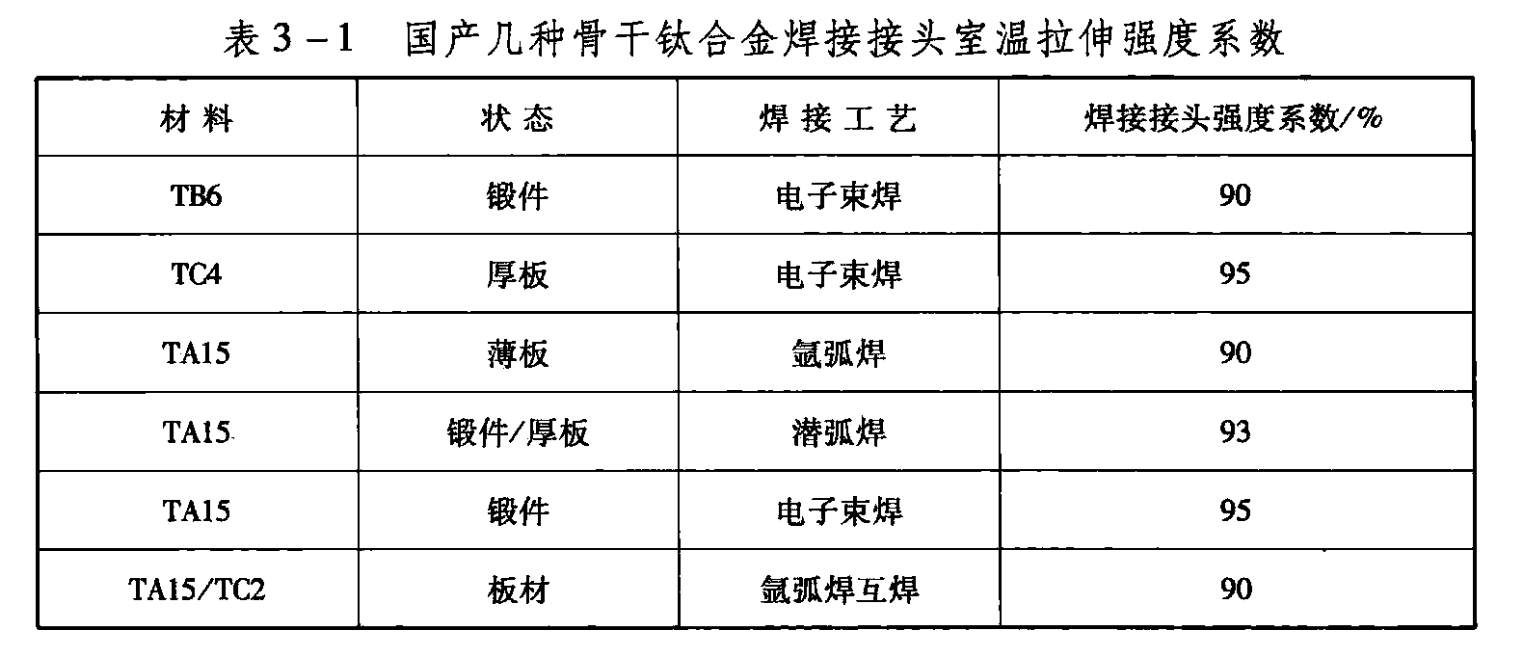 表3-1 国产几种骨干钛合金焊接接头室温拉伸强度系数
材料 状态 焊接工艺 焊接接头强度系数/%
TB6 锻件 电子束焊 90
TC4 厚板 电子束焊 95
TA15 薄板 氩弧焊 90
TA15 锻件/厚板 潜弧焊 93
TA15 锻件 电子束焊 95
TA15/TC2 板材 氩弧焊互焊 90